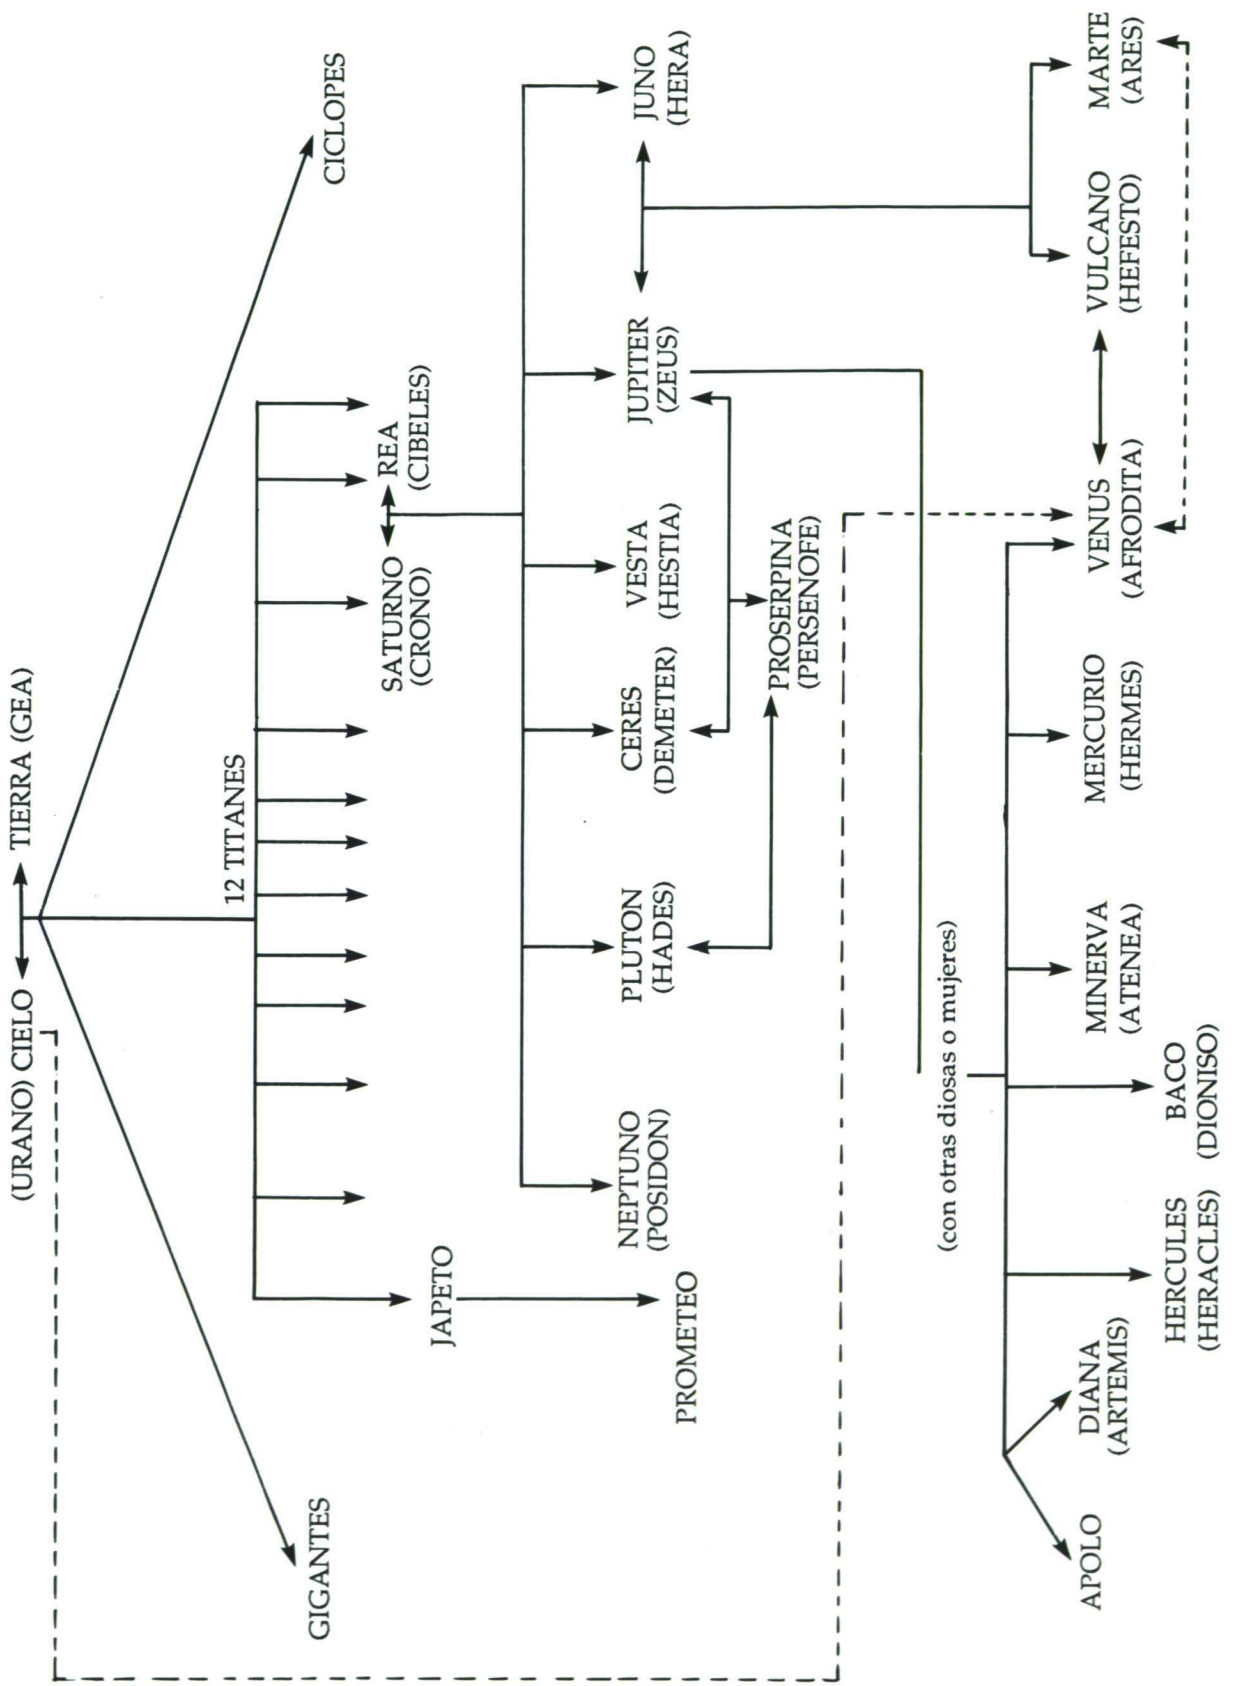 (URANO) CIELO
TIERRA (GEA)
12 TITANES
GIGANTES
CICLOPES
SATURNO
(CRONO)
REA
(CIBELES)
JAPETO
PROMETEO
NEPTUNO
(POSIDON)
PLUTON
(HADES)
CERES
(DEMETER)
VESTA
(HESTIA)
JUPITER
(ZEUS)
JUNO
(HERA)
PROSERPINA
(PERSENOFE)
(con otras diosas o mujeres)
APOLO
DIANA
(ARTEMIS)
HERCULES
(HERACLES)
BACO
(DIONISO)
MINERVA
(ATENEA)
MERCURIO
(HERMES)
VENUS
(AFRODITA)
VULCANO
(HEFESTO)
MARTE
(ARES)